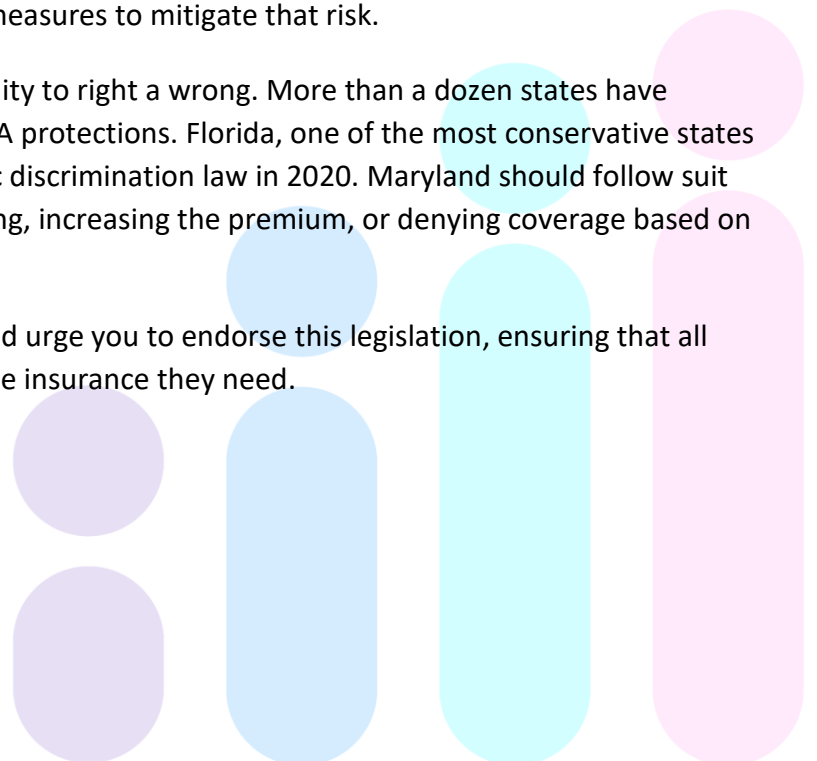 neasures to mitigate that risk.
ity to right a wrong. More than a dozen states have
A protections. Florida, one of the most conservative states
c discrimination law in 2020. Maryland should follow suit
ng, increasing the premium, or denying coverage based on
d urge you to endorse this legislation, ensuring that all
e insurance they need.